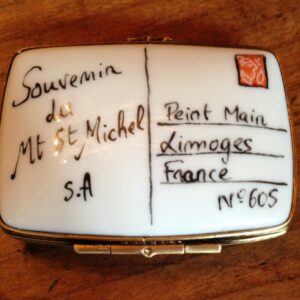 Souvenir
du
Mt St Michel
S.A
Peint Main
Limoges
France
No 605